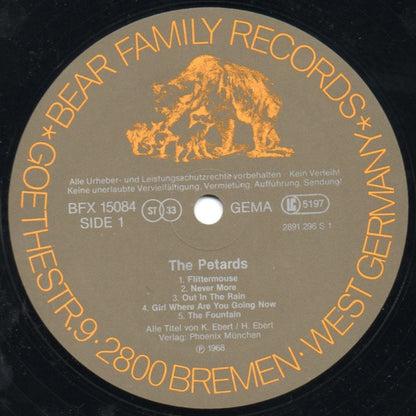 ★ BEAR FAMILY RECORDS ★
GOETHESTR. 9 · 2800 BREMEN · WEST GERMANY
Alle Urheber- und Leistungsschutzrechte vorbehalten · Kein Verleih!
Keine unerlaubte Vervielfältigung, Vermietung, Aufführung, Sendung!
BFX 15084 ST 33 GEMA LC 5197
SIDE 1 2891 296 S 1
The Petards
1. Flittermouse
2. Never More
3. Out In The Rain
4. Girl Where Are You Going Now
5. The Fountain
Alle Titel von K. Ebert / H. Ebert
Verlag: Phoenix München
Ⓟ 1968